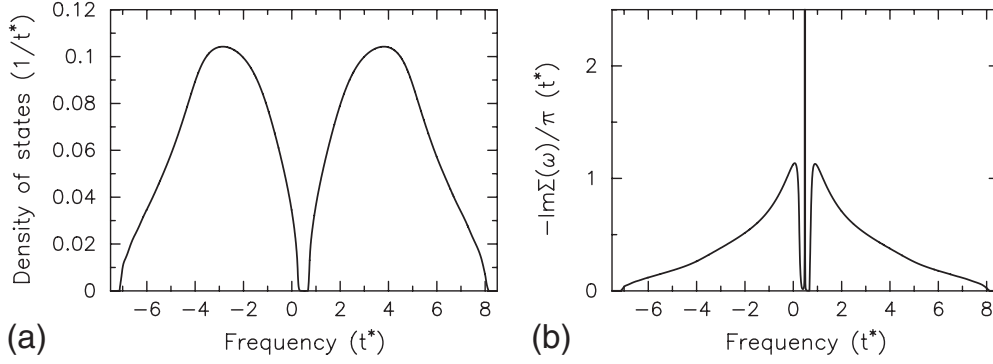 Density of states (1/t*)
0.12
0.1
0.08
0.06
0.04
0.02
0
−6 −4 −2 0 2 4 6 8
Frequency (t*)
(a)
−ImΣ(ω)/π (t*)
2
1
0
−6 −4 −2 0 2 4 6 8
Frequency (t*)
(b)